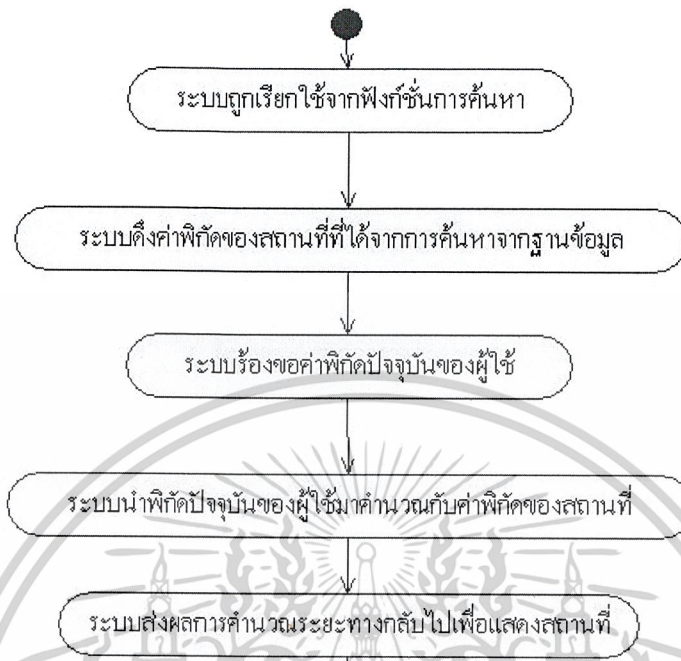 ระบบถูกเรียกใช้จากฟังก์ชั่นการค้นหา
ระบบดึงค่าพิกัดของสถานที่ที่ได้จากการค้นหาจากฐานข้อมูล
ระบบร้องขอค่าพิกัดปัจจุบันของผู้ใช้
ระบบนำพิกัดปัจจุบันของผู้ใช้มาคำนวณกับค่าพิกัดของสถานที่
ระบบส่งผลการคำนวณระยะทางกลับไปเพื่อแสดงสถานที่